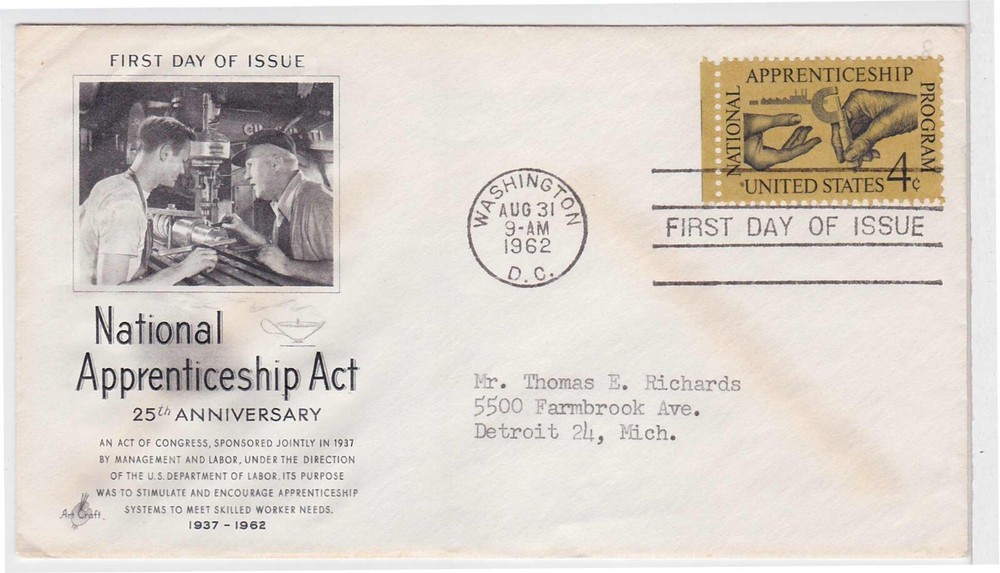 FIRST DAY OF ISSUE
National
Apprenticeship Act
25th ANNIVERSARY
AN ACT OF CONGRESS, SPONSORED JOINTLY IN 1937
BY MANAGEMENT AND LABOR, UNDER THE DIRECTION
OF THE U.S. DEPARTMENT OF LABOR. ITS PURPOSE
WAS TO STIMULATE AND ENCOURAGE APPRENTICESHIP
SYSTEMS TO MEET SKILLED WORKER NEEDS.
1937 - 1962
Art Craft
WASHINGTON
AUG 31
9-AM
1962
D.C.
NATIONAL
APPRENTICESHIP
PROGRAM
UNITED STATES 4¢
FIRST DAY OF ISSUE
Mr. Thomas E. Richards
5500 Farmbrook Ave.
Detroit 24, Mich.
8